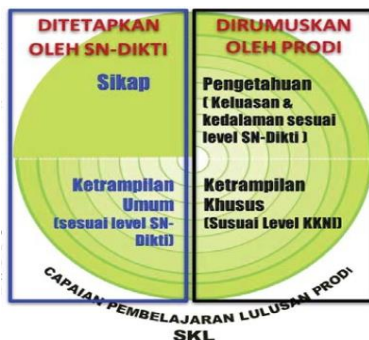 DITETAPKAN
OLEH SN-DIKTI
Sikap
Ketrampilan
Umum
(sesuai level SN-
Dikti)
DIRUMUSKAN
OLEH PRODI
Pengetahuan
( Keluasan &
kedalaman sesuai
level SN-Dikti )
Ketrampilan
Khusus
(Susuai Level KKNI)
CAPAIAN PEMBELAJARAN LULUSAN PRODI
SKL